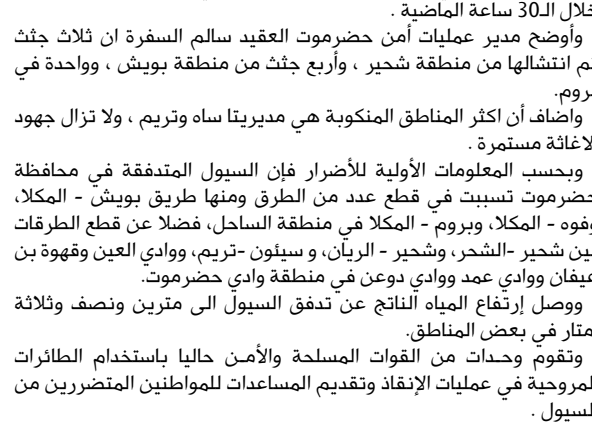 خلال الـ30 ساعة الماضية .
وأوضح مدير عمليات أمن حضرموت العقيد سالم السفرة ان ثلاث جثث
تم انتشالها من منطقة شحير ، وأربع جثث من منطقة بويش ، وواحدة في
بروم.
واضاف أن اكثر المناطق المنكوبة هي مديريتا ساه وتريم ، ولا تزال جهود
الاغاثة مستمرة .
وبحسب المعلومات الأولية للأضرار فإن السيول المتدفقة في محافظة
حضرموت تسببت في قطع عدد من الطرق ومنها طريق بويش - المكلا،
وفوه - المكلا، وبروم - المكلا في منطقة الساحل، فضلا عن قطع الطرقات
بين شحير -الشحر، وشحير - الريان، و سيئون -تريم، ووادي العين وقهوة بن
عيفان ووادي عمد ووادي دوعن في منطقة وادي حضرموت.
ووصل إرتفاع المياه الناتج عن تدفق السيول الى مترين ونصف وثلاثة
أمتار في بعض المناطق.
وتقوم وحـدات من القوات المسلحة والأمـن حاليا باستخدام الطائرات
المروحية في عمليات الإنقاذ وتقديم المساعدات للمواطنين المتضررين من
السيول .